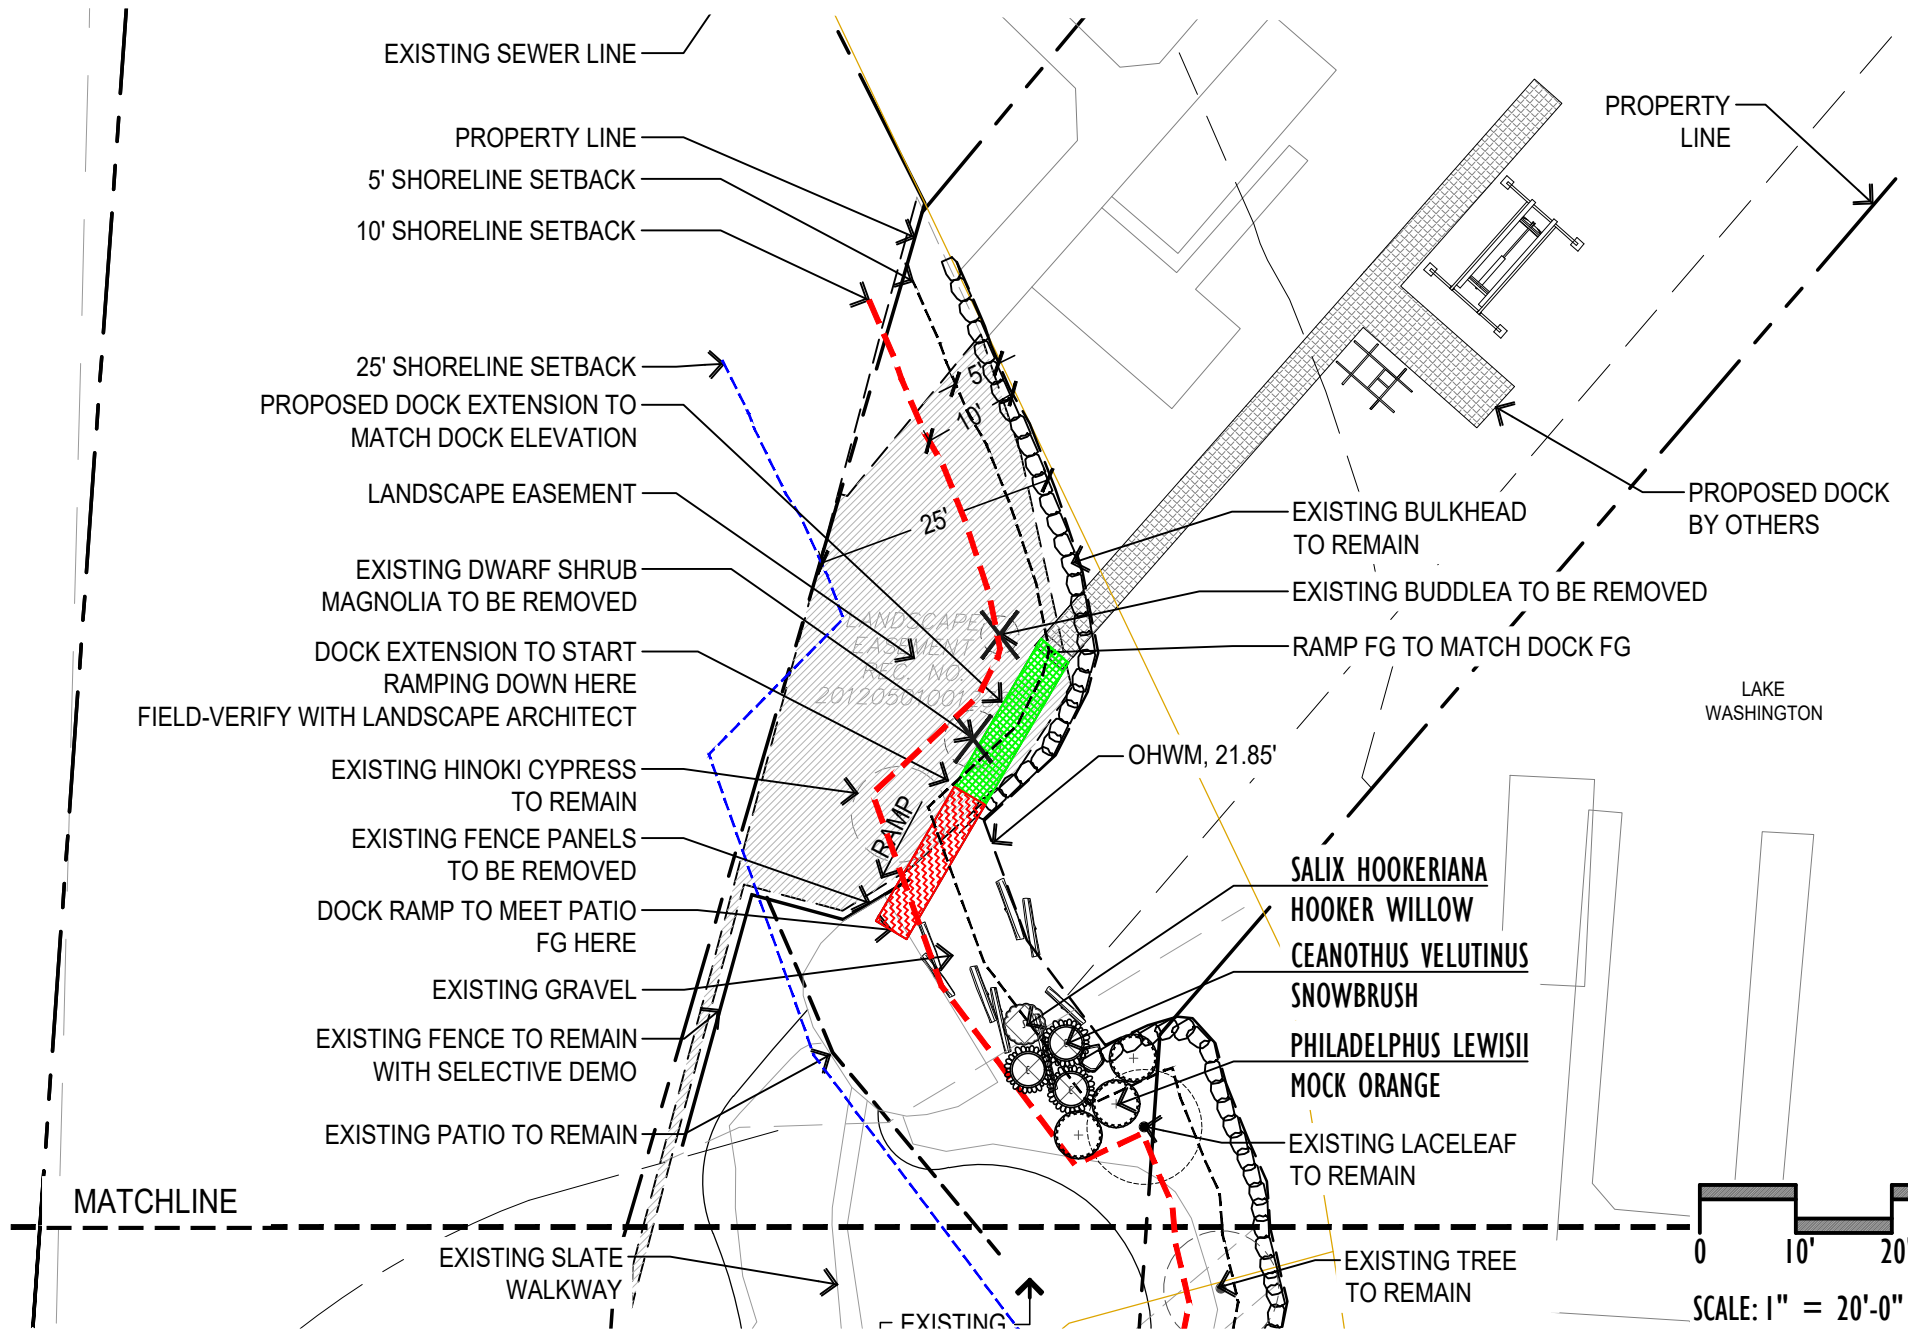 EXISTING SEWER LINE
PROPERTY LINE
5' SHORELINE SETBACK
10' SHORELINE SETBACK
25' SHORELINE SETBACK
PROPOSED DOCK EXTENSION TO
MATCH DOCK ELEVATION
LANDSCAPE EASEMENT
EXISTING DWARF SHRUB
MAGNOLIA TO BE REMOVED
DOCK EXTENSION TO START
RAMPING DOWN HERE
FIELD-VERIFY WITH LANDSCAPE ARCHITECT
EXISTING HINOKI CYPRESS
TO REMAIN
EXISTING FENCE PANELS
TO BE REMOVED
DOCK RAMP TO MEET PATIO
FG HERE
EXISTING GRAVEL
EXISTING FENCE TO REMAIN
WITH SELECTIVE DEMO
EXISTING PATIO TO REMAIN
MATCHLINE
EXISTING SLATE
WALKWAY
EXISTING
5'
10'
25'
LANDSCAPE
EASEMENT
REC. NO.
RAMP
PROPERTY
LINE
PROPOSED DOCK
BY OTHERS
EXISTING BULKHEAD
TO REMAIN
EXISTING BUDDLEA TO BE REMOVED
RAMP FG TO MATCH DOCK FG
LAKE
WASHINGTON
OHWM, 21.85'
SALIX HOOKERIANA
HOOKER WILLOW
CEANOTHUS VELUTINUS
SNOWBRUSH
PHILADELPHUS LEWISII
MOCK ORANGE
EXISTING LACELEAF
TO REMAIN
EXISTING TREE
TO REMAIN
0 10' 20'
SCALE: 1" = 20'-0"